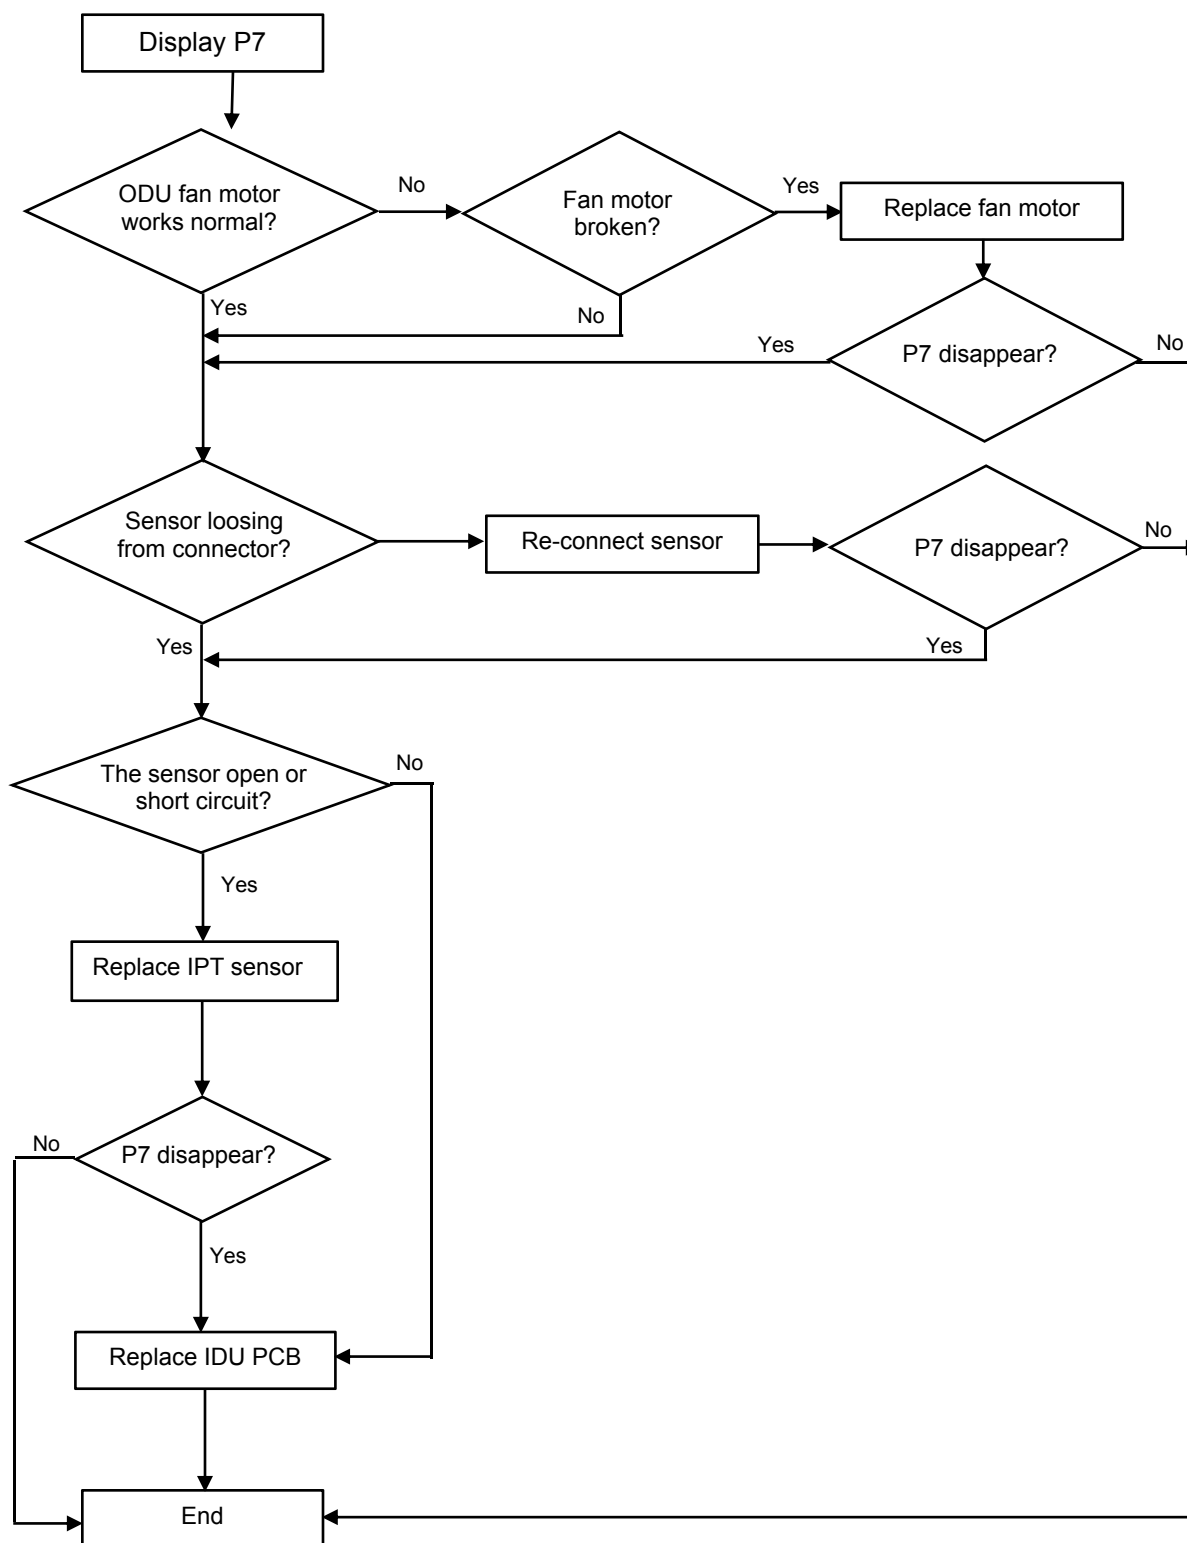 Display P7
ODU fan motor
works normal?
No
Fan motor
broken?
Yes
Replace fan motor
Yes
No
Yes
P7 disappear?
No
Sensor loosing
from connector?
Re-connect sensor
P7 disappear?
No
Yes
Yes
The sensor open or
short circuit?
No
Yes
Replace IPT sensor
No
P7 disappear?
Yes
Replace IDU PCB
End